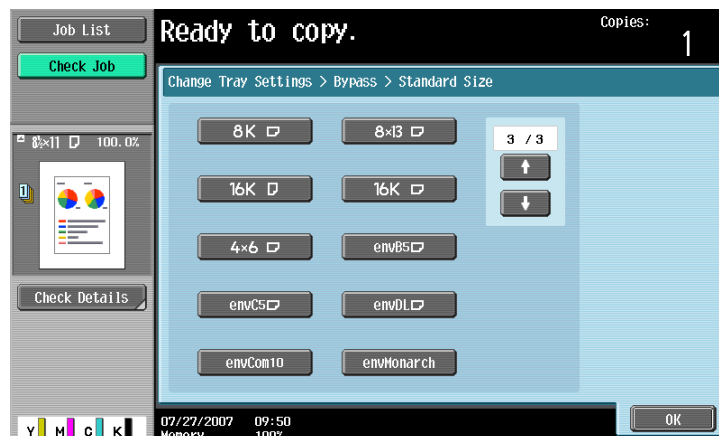 Job List
Ready to copy.
Copies:
1
Check Job
Change Tray Settings > Bypass > Standard Size
8K
8×13
3 / 3
8½×11 100.0%
16K
16K
4×6
envB5
Check Details
envC5
envDL
envCom10
envMonarch
07/27/2007 09:50
OK
Y M C K
Memory 100%